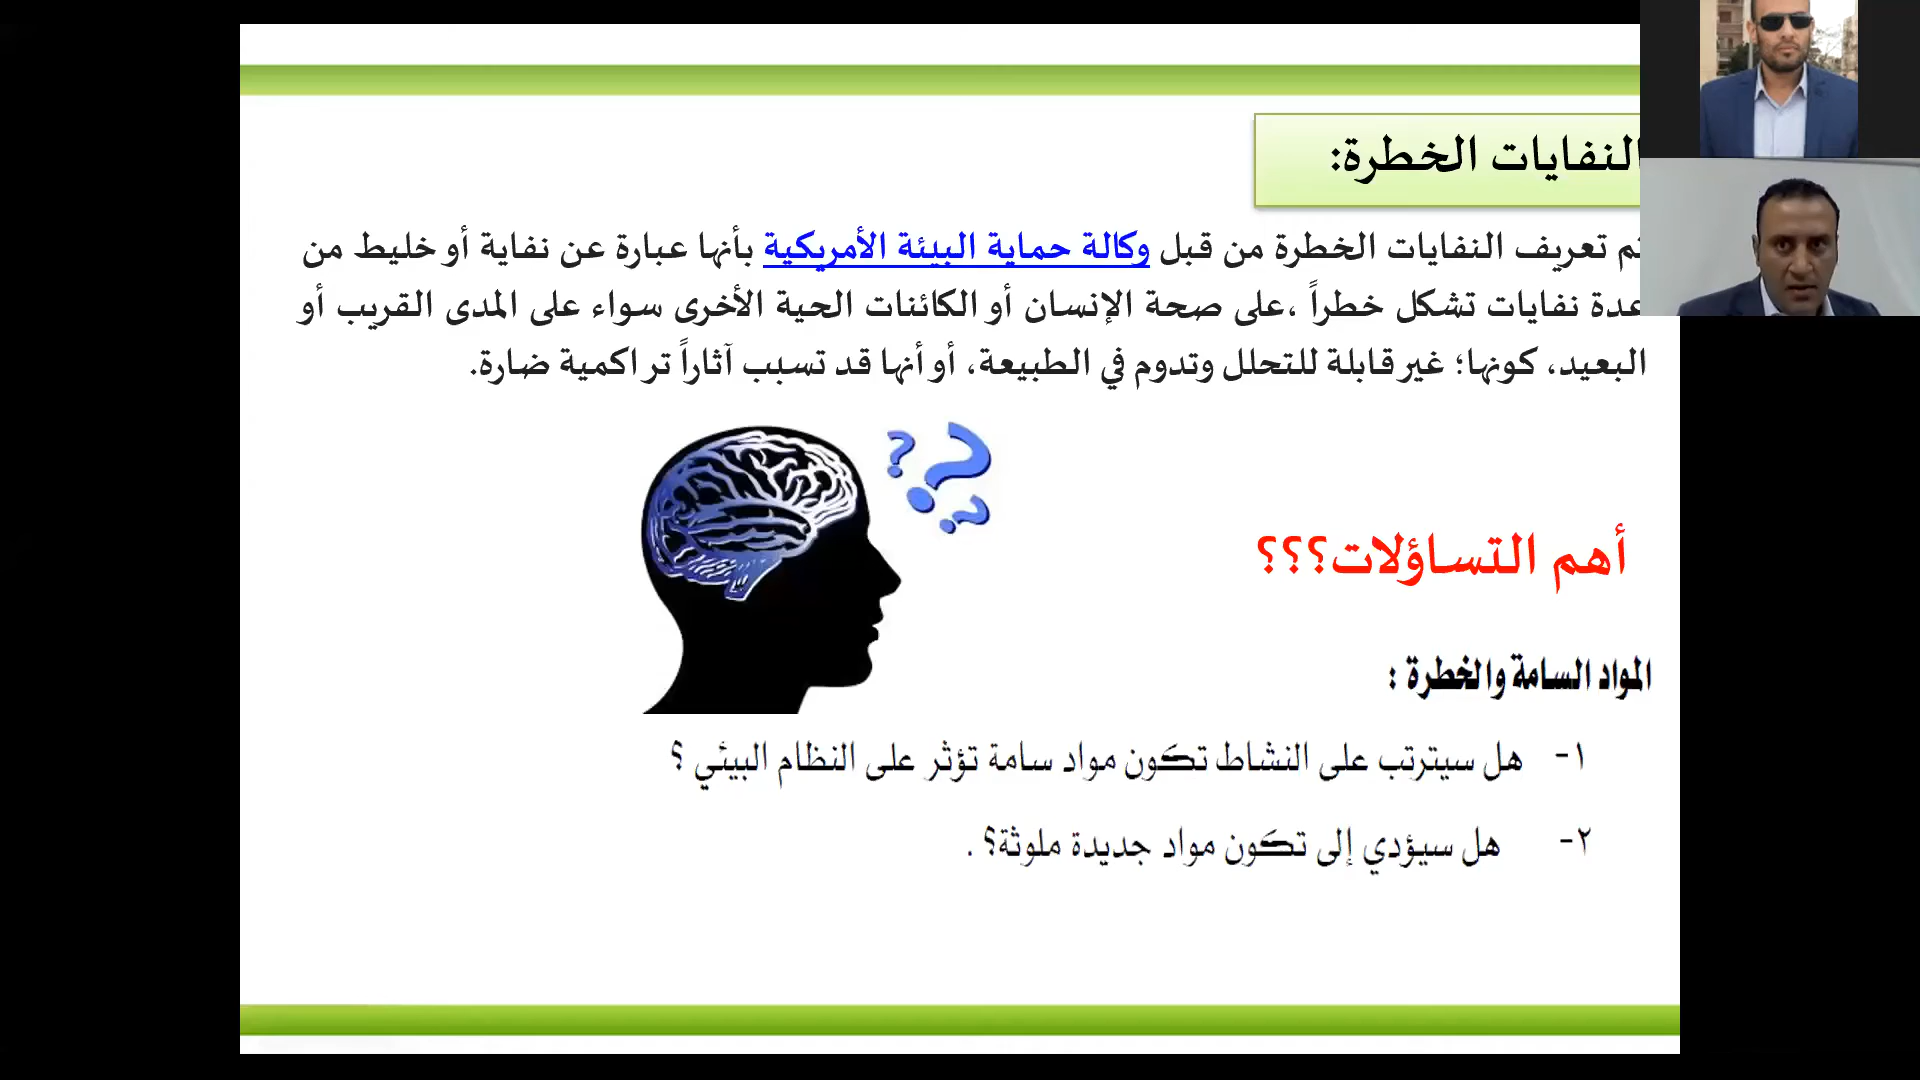 النفايات الخطرة:
تم تعريف النفايات الخطرة من قبل وكالة حماية البيئة الأمريكية بأنها عبارة عن نفاية أو خليط من
عدة نفايات تشكل خطراً ،على صحة الإنسان أو الكائنات الحية الأخرى سواء على المدى القريب أو
البعيد، كونها؛ غير قابلة للتحلل وتدوم في الطبيعة، أو أنها قد تسبب آثاراً تراكمية ضارة.
أهم التساؤلات؟؟؟
المواد السامة والخطرة :
١- هل سيترتب على النشاط تكون مواد سامة تؤثر على النظام البيئي ؟
٢- هل سيؤدي إلى تكون مواد جديدة ملوثة؟ .